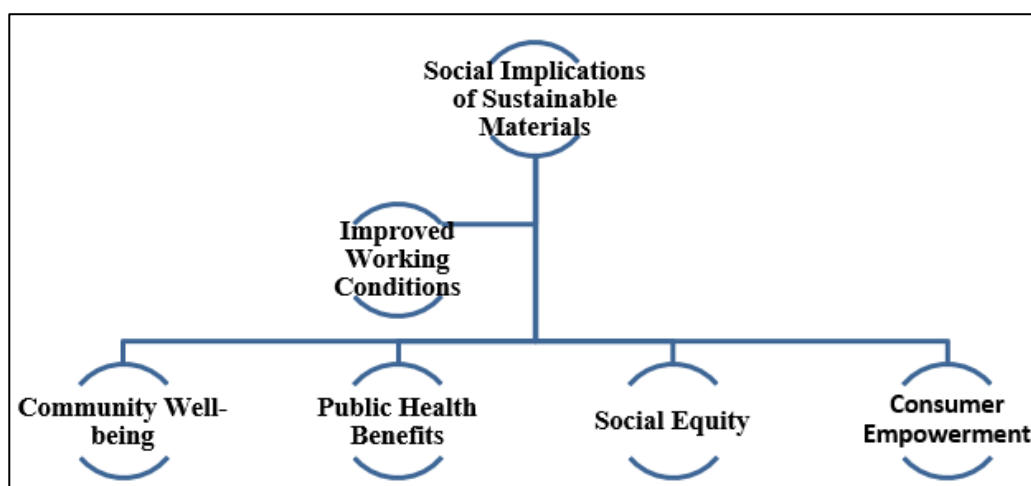 Social Implications
of Sustainable
Materials
Improved
Working
Conditions
Community Well-
being
Public Health
Benefits
Social Equity
Consumer
Empowerment